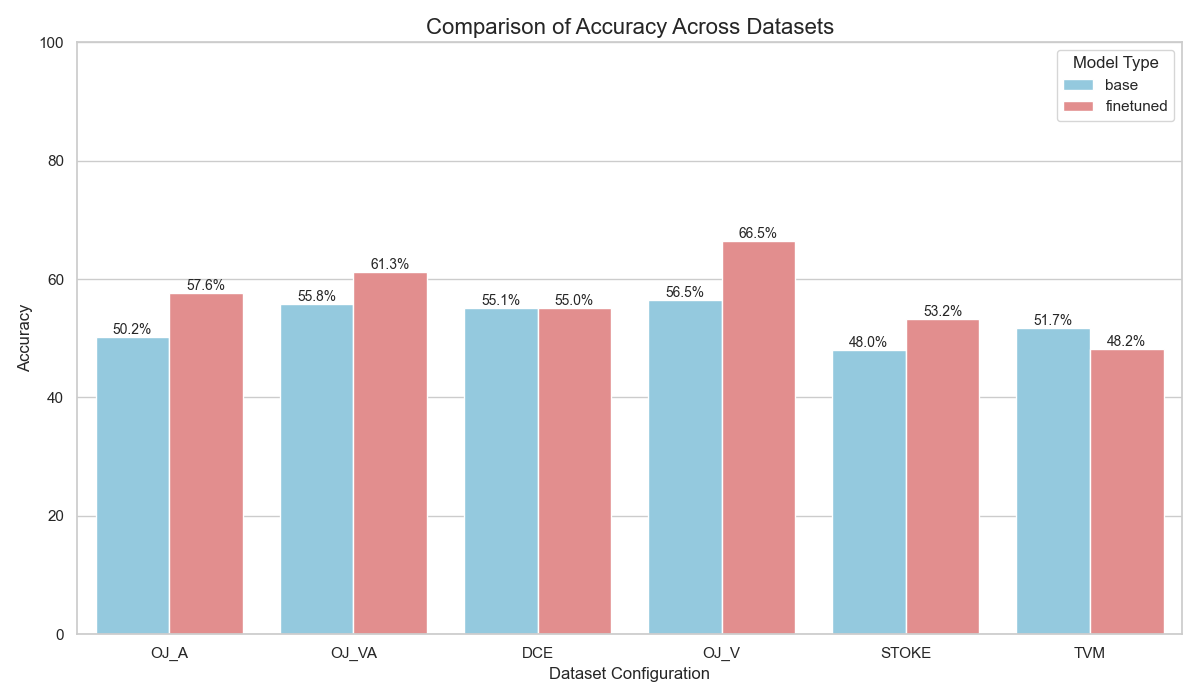 Comparison of Accuracy Across Datasets
100
80
60
40
20
0
Accuracy
Model Type
base
finetuned
50.2%
57.6%
55.8%
61.3%
55.1%
55.0%
56.5%
66.5%
48.0%
53.2%
51.7%
48.2%
OJ_A
OJ_VA
DCE
OJ_V
STOKE
TVM
Dataset Configuration